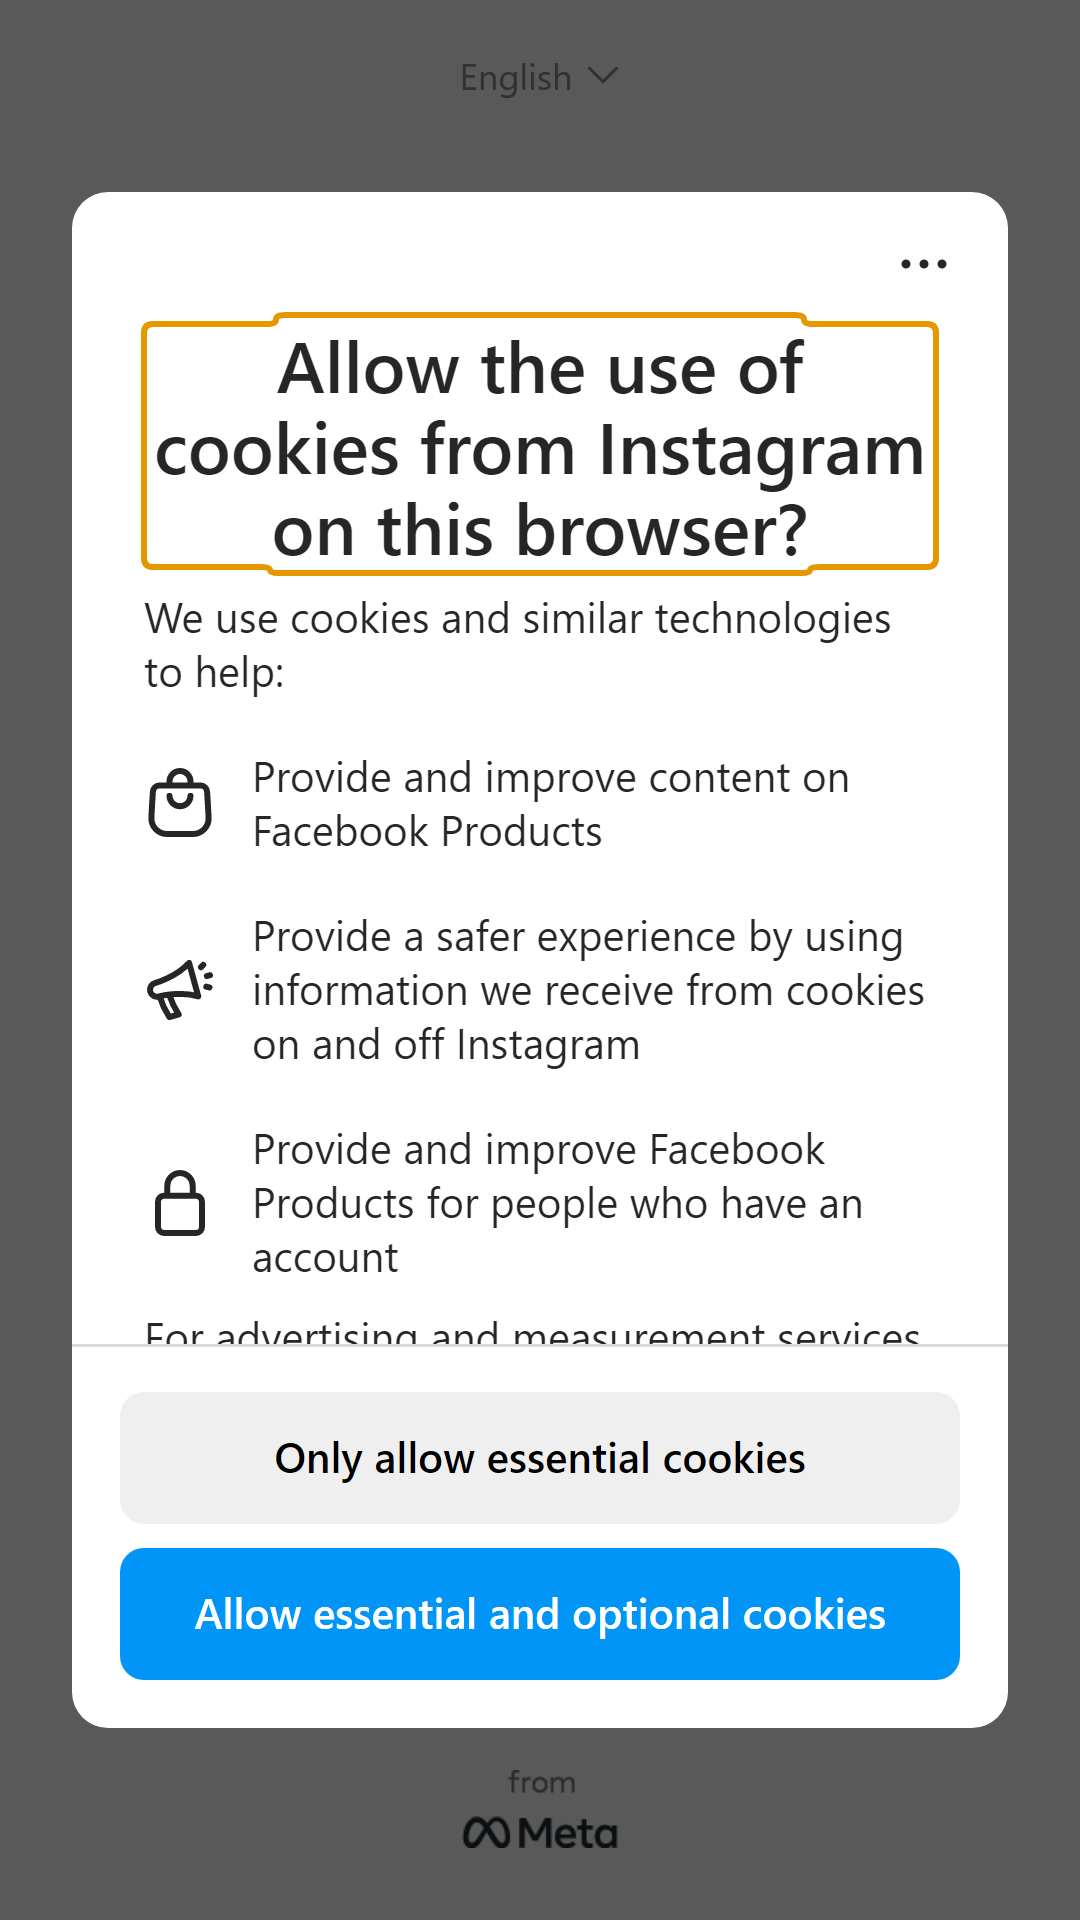 English
Allow the use of
cookies from Instagram
on this browser?
We use cookies and similar technologies
to help:
Provide and improve content on
Facebook Products
Provide a safer experience by using
information we receive from cookies
on and off Instagram
Provide and improve Facebook
Products for people who have an
account
For advertising and measurement services
Only allow essential cookies
Allow essential and optional cookies
from
Meta